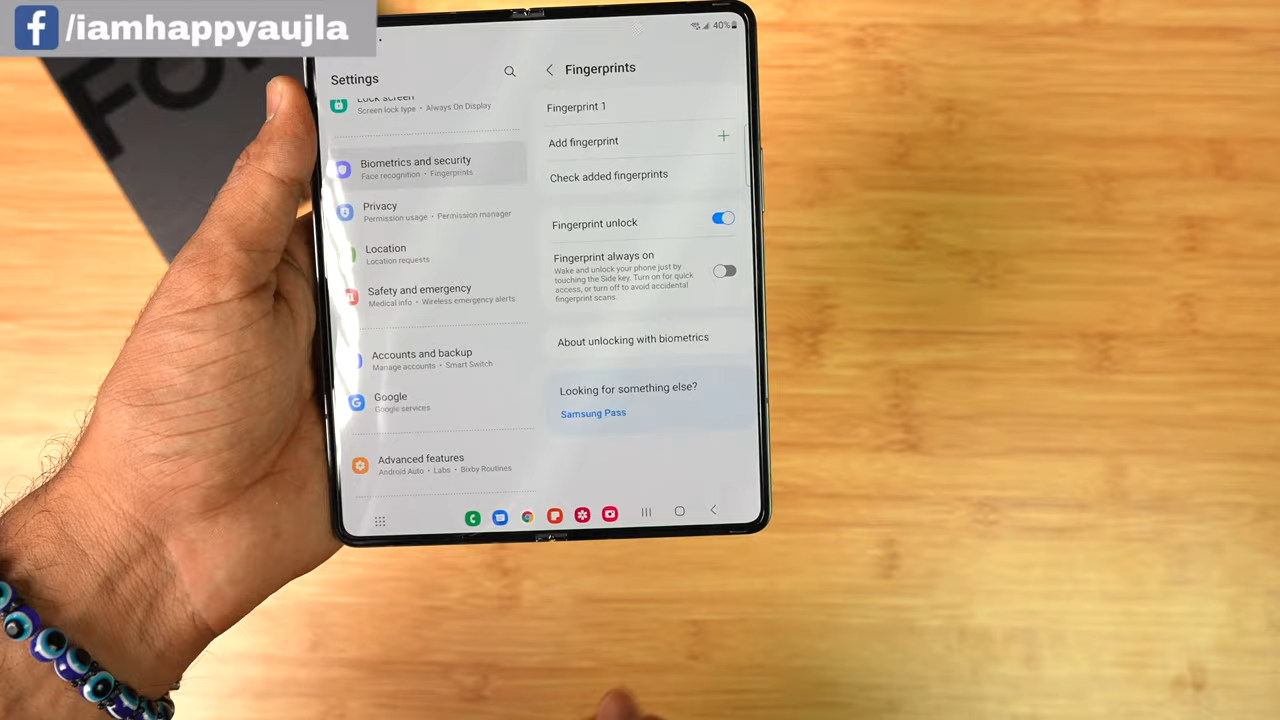 /iamhappyaujla
FO
40%
Settings
Lock screen
Screen lock type • Always On Display
Biometrics and security
Face recognition • Fingerprints
Privacy
Permission usage • Permission manager
Location
Location requests
Safety and emergency
Medical info • Wireless emergency alerts
Accounts and backup
Manage accounts • Smart Switch
Google
Google services
Advanced features
Android Auto • Labs • Bixby Routines
Fingerprints
Fingerprint 1
Add fingerprint
Check added fingerprints
Fingerprint unlock
Fingerprint always on
Wake and unlock your phone just by
touching the Side key. Turn on for quick
access, or turn off to avoid accidental
fingerprint scans.
About unlocking with biometrics
Looking for something else?
Samsung Pass